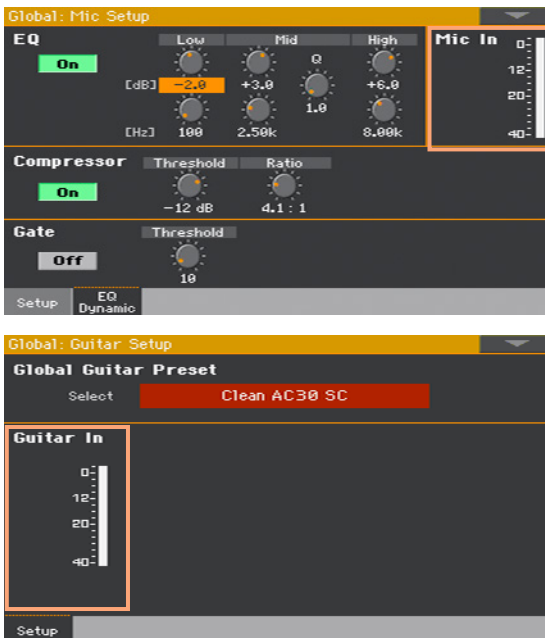 Global: Mic Setup
EQ
Low Mid High
On
Q
[dB] -2.0 +3.0 +6.0
1.0
[Hz] 100 2.50k 8.00k
Mic In
0
12
20
40
Compressor
Threshold Ratio
On
-12 dB 4.1 : 1
Gate
Threshold
Off
10
Setup EQ
Dynamic
Global: Guitar Setup
Global Guitar Preset
Select Clean AC30 SC
Guitar In
0
12
20
40
Setup